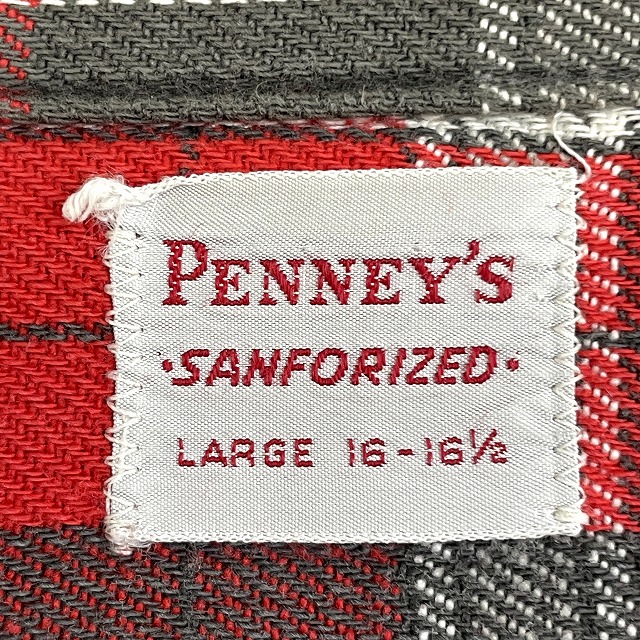 PENNEY'S
·SANFORIZED·
LARGE 16-16½